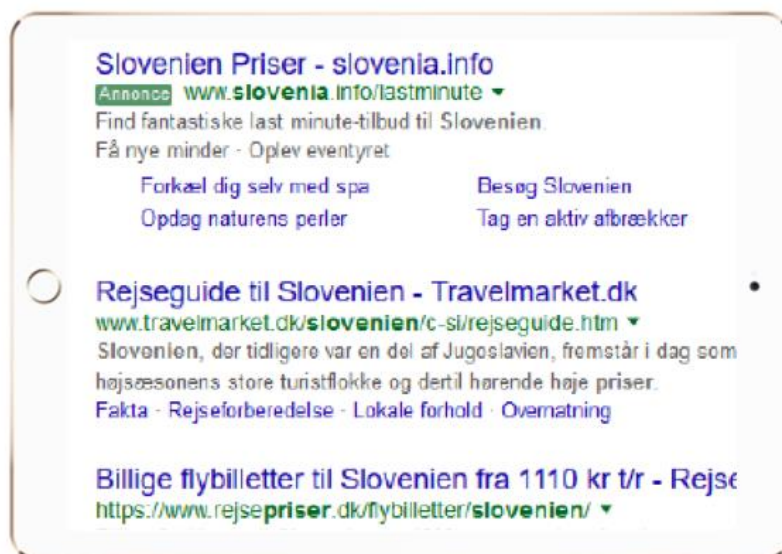 Slovenien Priser - slovenia.info
Annonce www.slovenia.info/lastminute
Find fantastiske last minute-tilbud til Slovenien.
Få nye minder · Oplev eventyret
Forkæl dig selv med spa Besøg Slovenien
Opdag naturens perler Tag en aktiv afbrækker
Rejseguide til Slovenien - Travelmarket.dk
www.travelmarket.dk/slovenien/c-si/rejseguide.htm
Slovenien, der tidligere var en del af Jugoslavien, fremstår i dag som
højsæsonens store turistflokke og dertil hørende høje priser.
Fakta · Rejseforberedelse · Lokale forhold · Overnatning
Billige flybilletter til Slovenien fra 1110 kr t/r - Rejse
https://www.rejsepriser.dk/flybilletter/slovenien/